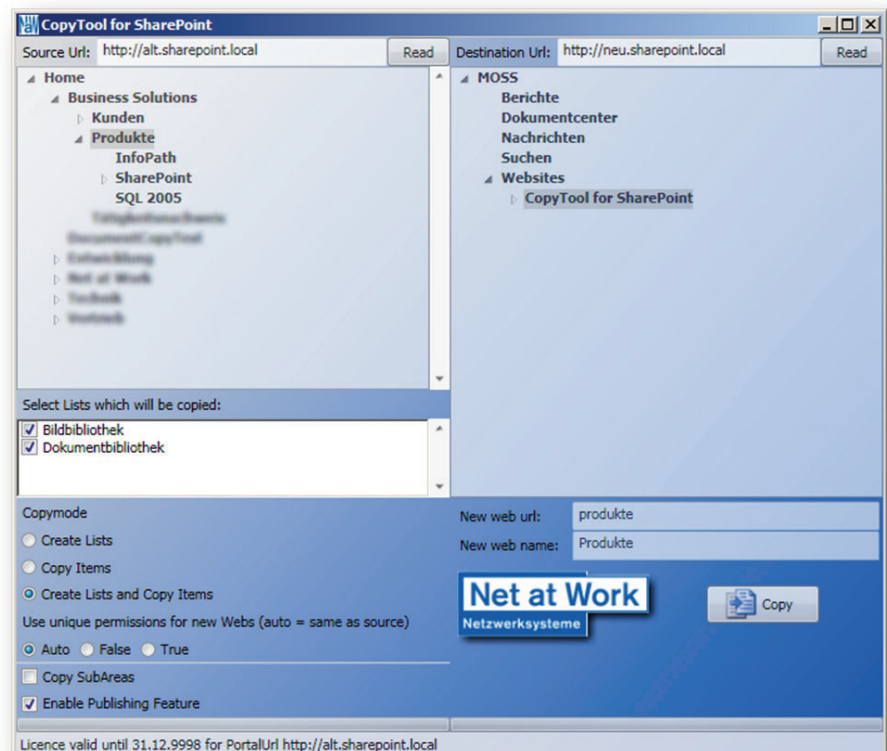 CopyTool for SharePoint
Source Url: http://alt.sharepoint.local Read
Destination Url: http://neu.sharepoint.local Read
Home
Business Solutions
Kunden
Produkte
InfoPath
SharePoint
SQL 2005
MOSS
Berichte
Dokumentcenter
Nachrichten
Suchen
Websites
CopyTool for SharePoint
Select Lists which will be copied:
Bildbibliothek
Dokumentbibliothek
Copymode
Create Lists
Copy Items
Create Lists and Copy Items
Use unique permissions for new Webs (auto = same as source)
Auto False True
Copy SubAreas
Enable Publishing Feature
New web url: produkte
New web name: Produkte
Net at Work
Netzwerksysteme
Copy
Licence valid until 31.12.9998 for PortalUrl http://alt.sharepoint.local